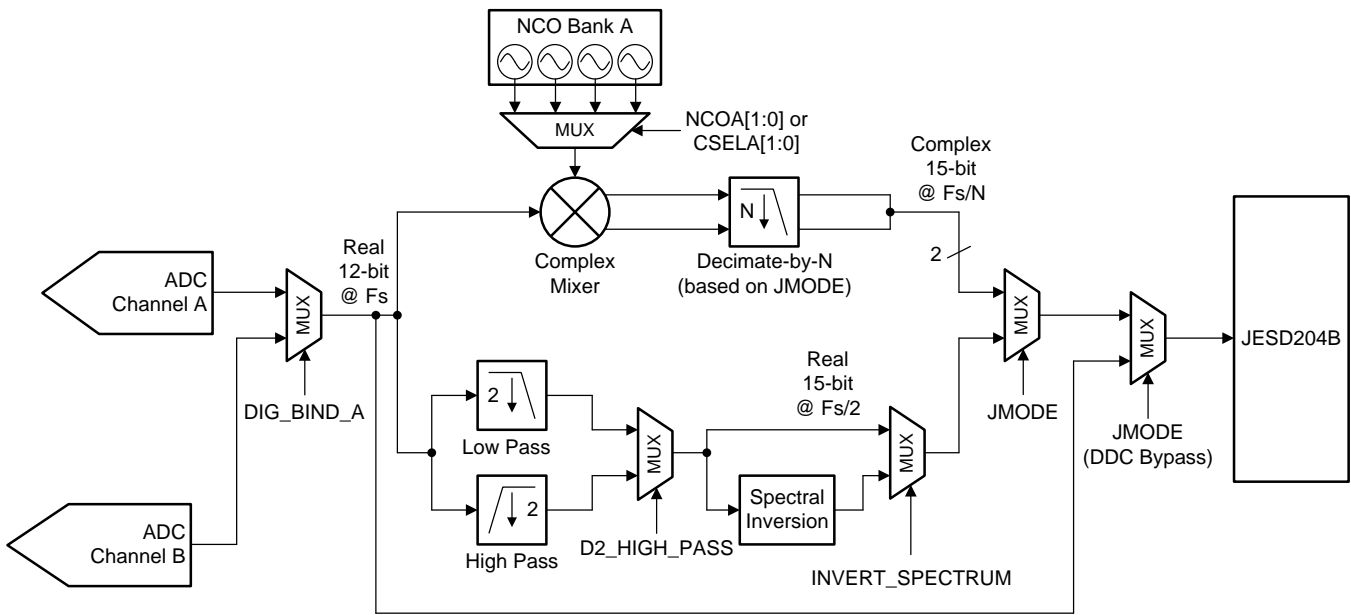 NCO Bank A
MUX
NCOA[1:0] or
CSELA[1:0]
Complex
15-bit
@ Fs/N
Real
12-bit
@ Fs
ADC
Channel A
MUX
Complex
Mixer
N
Decimate-by-N
(based on JMODE)
2
MUX
MUX
JESD204B
DIG_BIND_A
2
Low Pass
MUX
Real
15-bit
@ Fs/2
MUX
JMODE
JMODE
(DDC Bypass)
ADC
Channel B
2
High Pass
Spectral
Inversion
D2_HIGH_PASS
INVERT_SPECTRUM